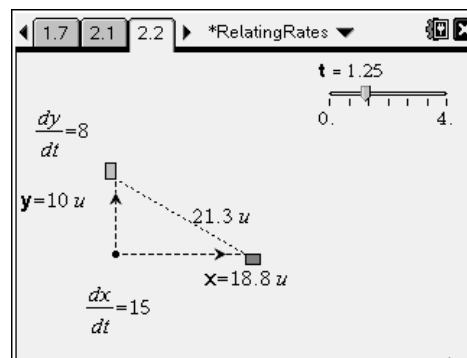 1.7 2.1 2.2 *RelatingRates
t = 1.25
0. 4.
dy/dt=8
y=10 u
21.3 u
x=18.8 u
dx/dt=15